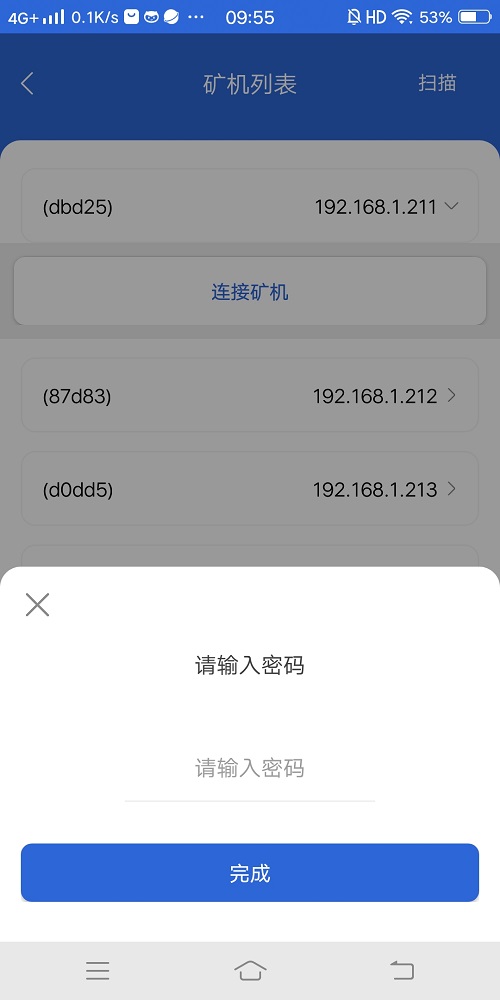 4G+ 0.1K/s ··· 09:55 HD 53%
矿机列表 扫描
(dbd25) 192.168.1.211
连接矿机
(87d83) 192.168.1.212
(d0dd5) 192.168.1.213
请输入密码
请输入密码
完成